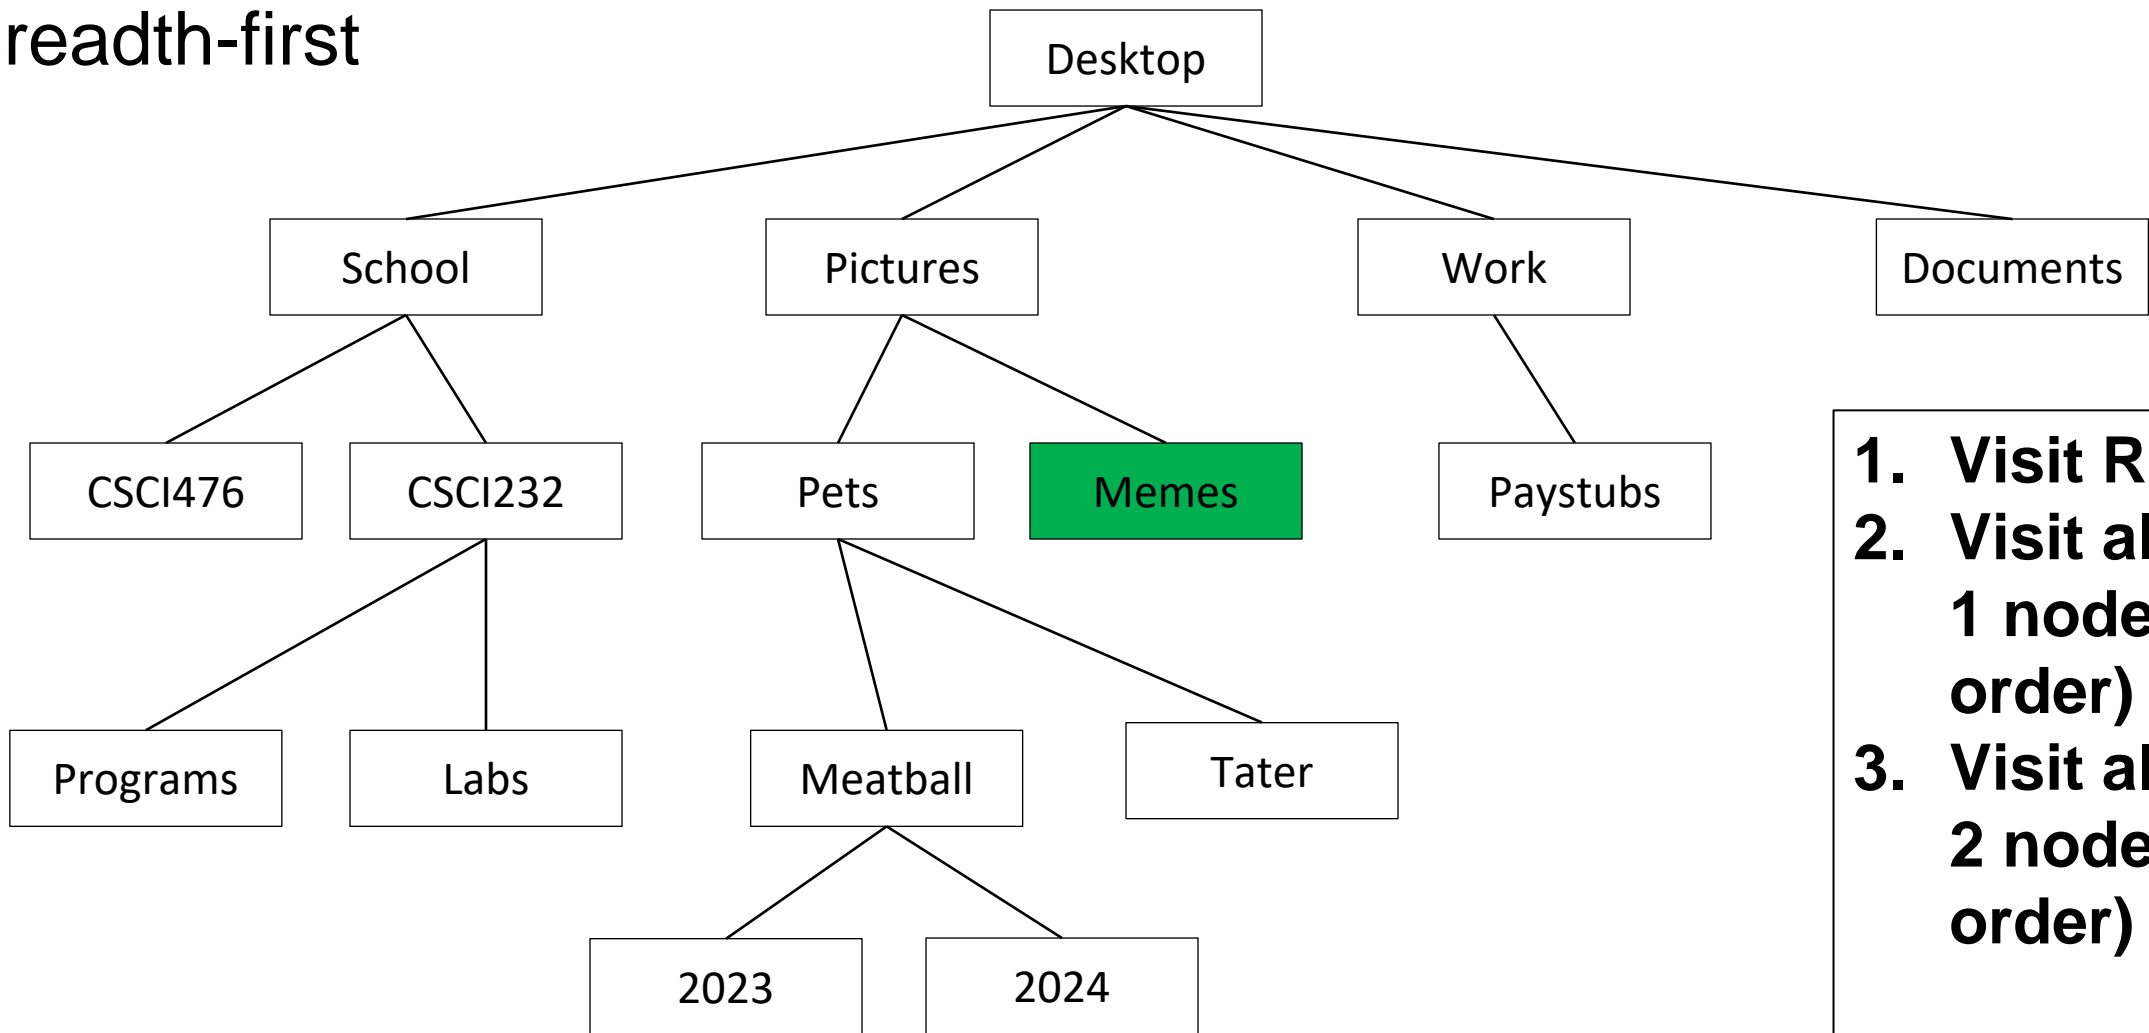 readth-first
Desktop
School
Pictures
Work
Documents
CSCI476
CSCI232
Pets
Memes
Paystubs
1. Visit R
2. Visit al
1 node
order)
3. Visit al
2 node
order)
Programs
Labs
Meatball
Tater
2023
2024